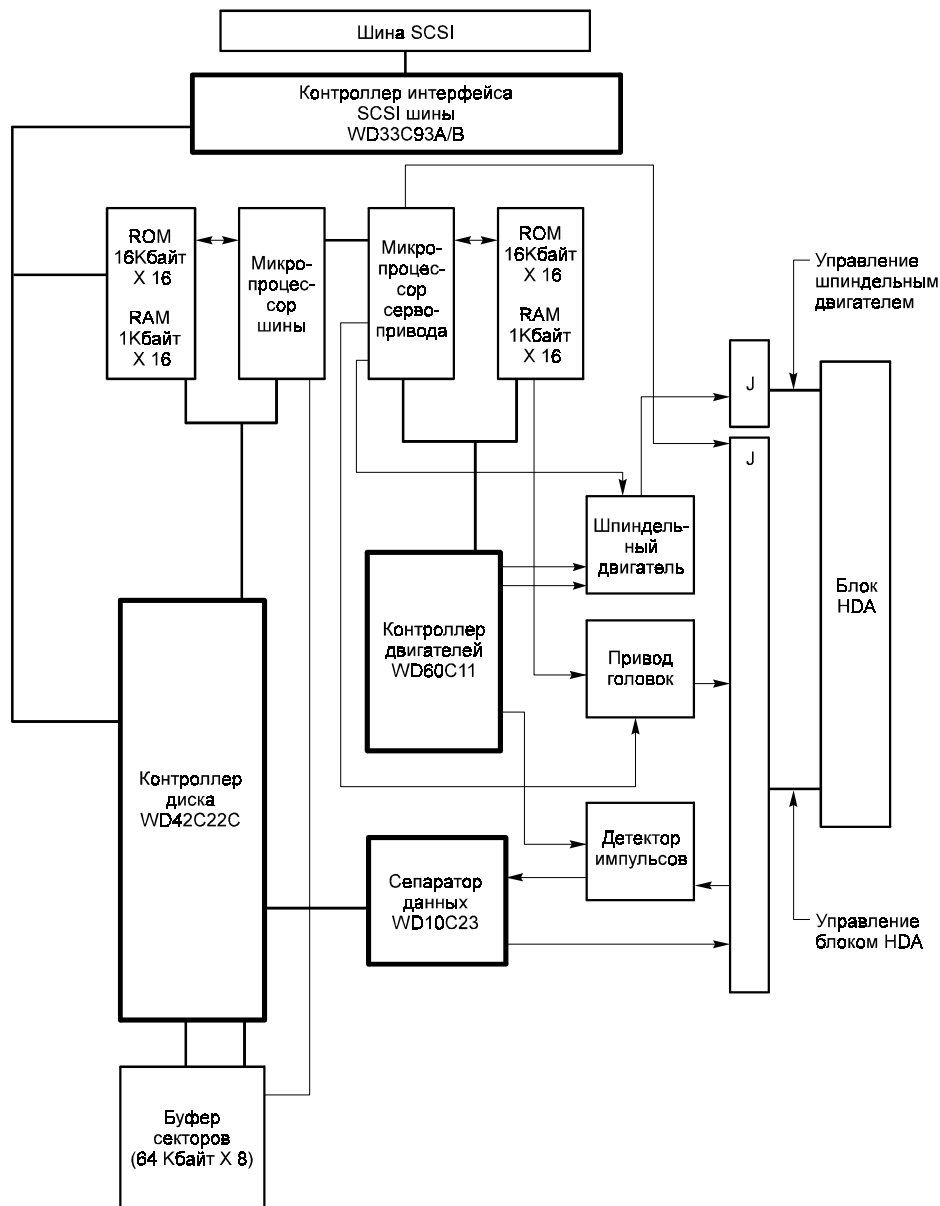 Шина SCSI
Контроллер интерфейса
SCSI шины
WD33C93A/B
ROM
16Кбайт
X 16
RAM
1Кбайт
X 16
Микро-
процес-
сор
шины
Микро-
процес-
сор
серво-
привода
ROM
16Кбайт
X 16
RAM
1Кбайт
X 16
Управление
шпиндельным
двигателем
J
J
Шпиндель-
ный
двигатель
Блок
HDA
Контроллер
двигателей
WD60C11
Привод
головок
Контроллер
диска
WD42C22C
Детектор
импульсов
Сепаратор
данных
WD10C23
Управление
блоком HDA
Буфер
секторов
(64 Кбайт X 8)